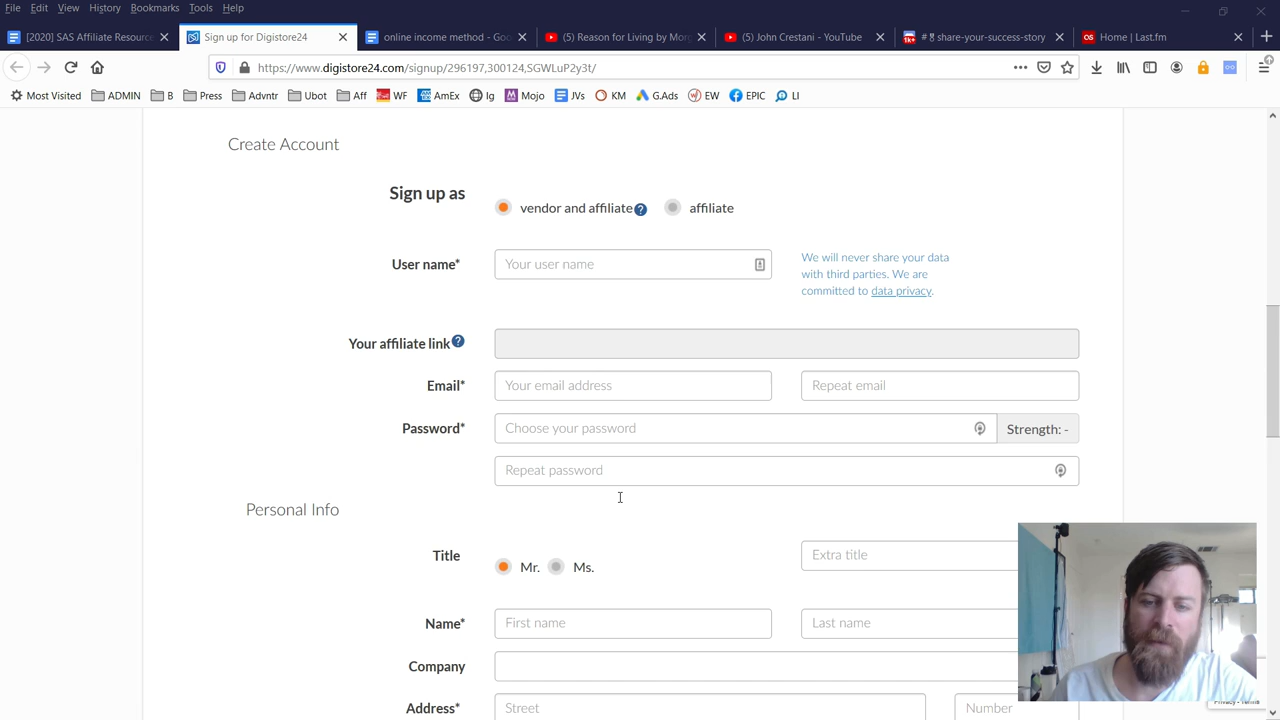 File Edit View History Bookmarks Tools Help
[2020] SAS Affiliate Resourc
Sign up for Digistore24
online income method - Goo
(5) Reason for Living by Mor
(5) John Crestani - YouTube
share-your-success-story
Home | Last.fm
https://www.digistore24.com/signup/296197,300124,SGWLuP2y3t/
Most Visited ADMIN B Press Advntr Ubot Aff WF AmEx Ig Mojo JVs KM G.Ads EW EPIC LI
Create Account
Sign up as
vendor and affiliate ? affiliate
User name*
Your user name
We will never share your data
with third parties. We are
committed to data privacy.
Your affiliate link ?
Email*
Your email address
Repeat email
Password*
Choose your password
Strength: -
Repeat password
Personal Info
Title
Mr. Ms.
Extra title
Name*
First name
Last name
Company
Address*
Street
Number
Privacy - Terms